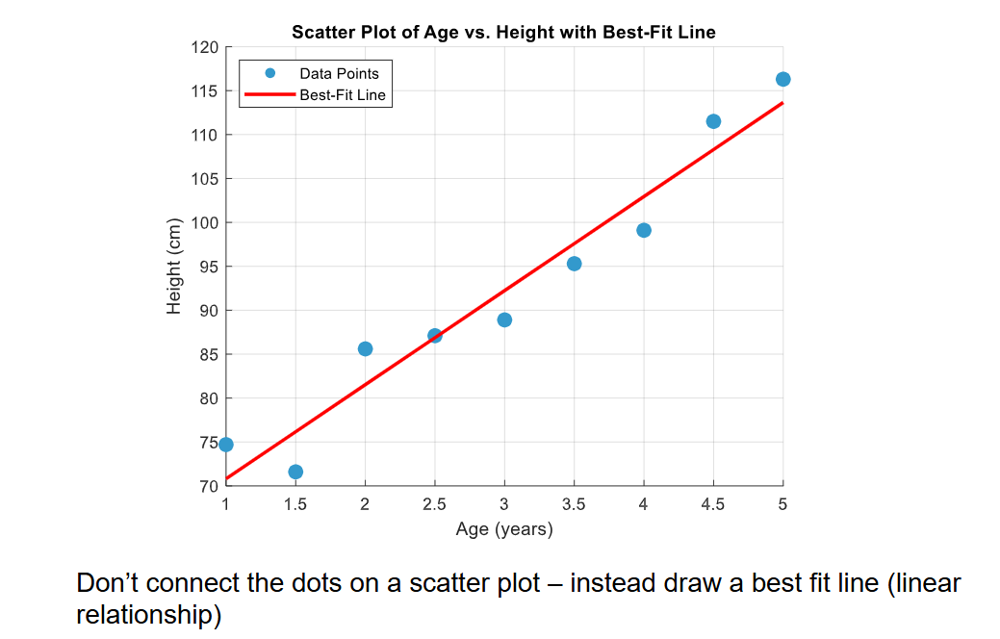 Scatter Plot of Age vs. Height with Best-Fit Line
120
115
110
105
100
95
90
85
80
75
70
Height (cm)
Data Points
Best-Fit Line
1 1.5 2 2.5 3 3.5 4 4.5 5
Age (years)
Don’t connect the dots on a scatter plot – instead draw a best fit line (linear
relationship)